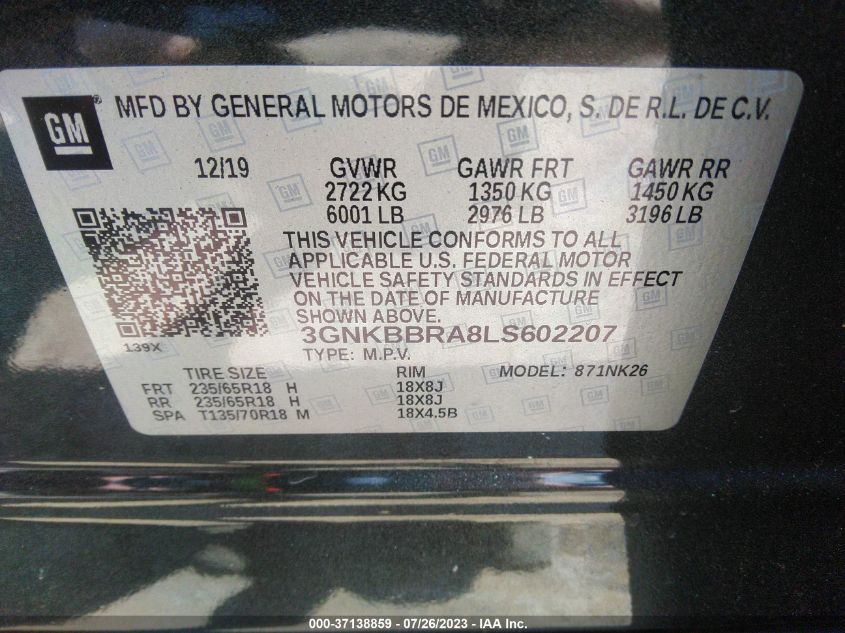 GM
MFD BY GENERAL MOTORS DE MEXICO, S. DE R.L. DE C.V.
12/19 GVWR GAWR FRT GAWR RR
2722 KG 1350 KG 1450 KG
6001 LB 2976 LB 3196 LB
THIS VEHICLE CONFORMS TO ALL
APPLICABLE U.S. FEDERAL MOTOR
VEHICLE SAFETY STANDARDS IN EFFECT
ON THE DATE OF MANUFACTURE
SHOWN ABOVE.
139X
3GNKBBRA8LS602207
TYPE: M.P.V.
TIRE SIZE RIM MODEL: 871NK26
FRT 235/65R18 H 18X8J
RR 235/65R18 H 18X8J
SPA T135/70R18 M 18X4.5B
000-37138859 - 07/26/2023 - IAA Inc.